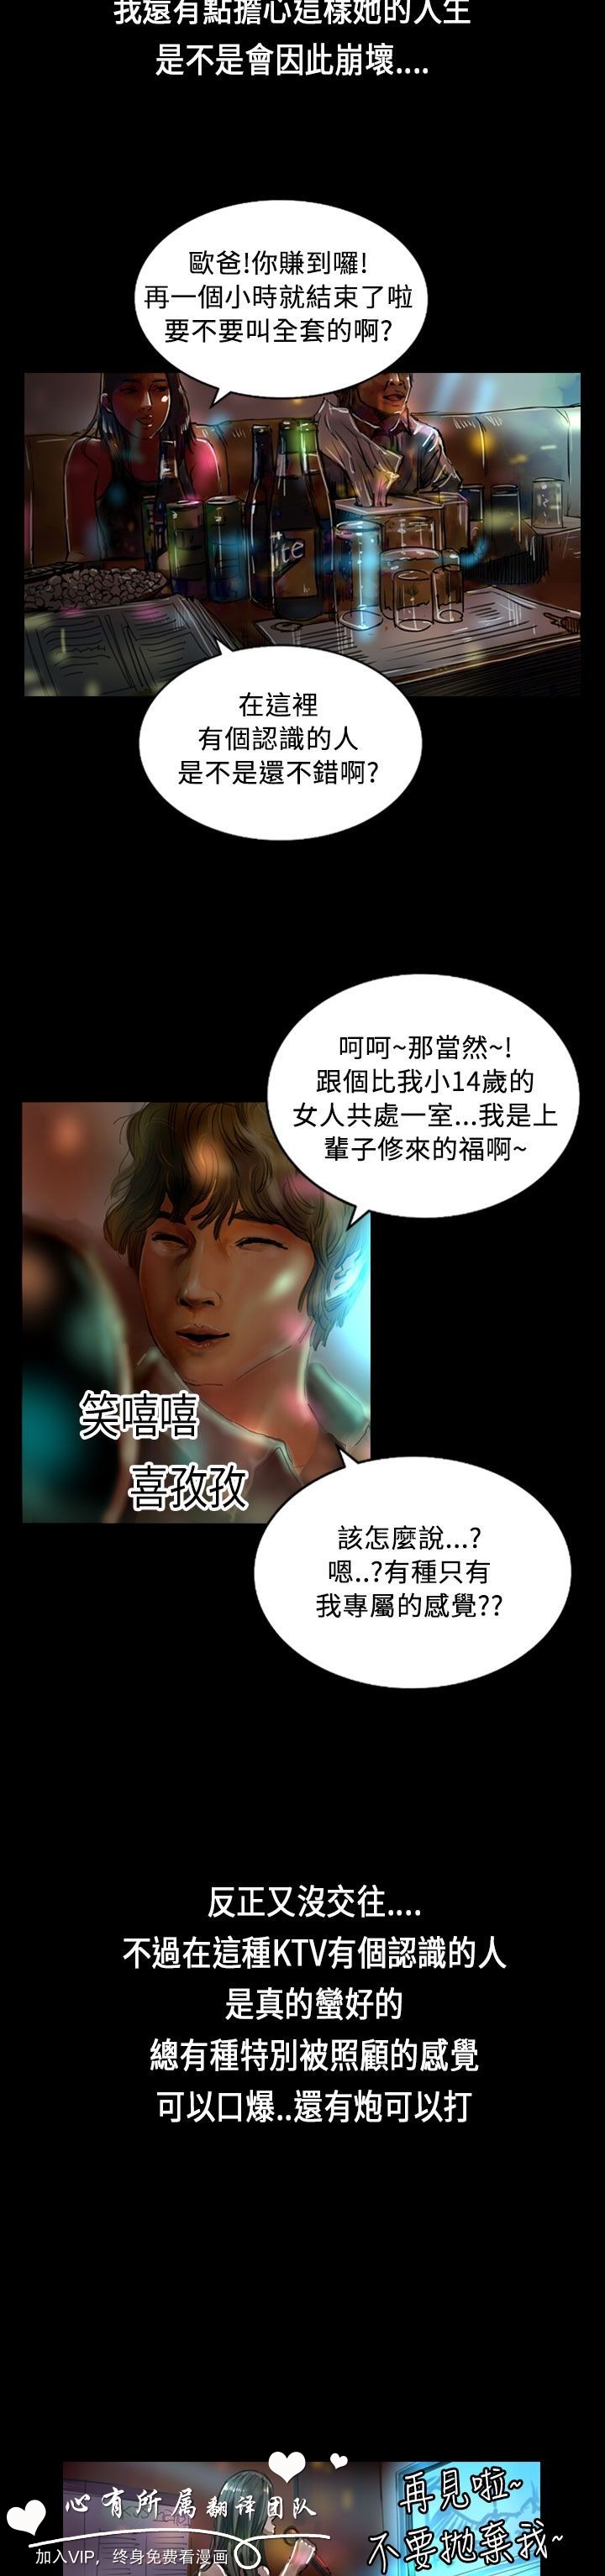 我還有點擔心這樣她的人生
是不是會因此崩壞....
歐爸!你賺到囉!
再一個小時就結束了啦
要不要叫全套的啊?
ite
在這裡
有個認識的人
是不是還不錯啊?
呵呵~那當然~!
跟個比我小14歲的
女人共處一室...我是上
輩子修來的福啊~
笑嘻嘻
喜孜孜
該怎麼說...?
嗯..?有種只有
我專屬的感覺??
反正又沒交往....
不過在這種KTV有個認識的人
是真的蠻好的
總有種特別被照顧的感覺
可以口爆..還有炮可以打
再見啦~
不要拋棄我~
心有所属翻译团队
加入VIP，终身免费看漫画